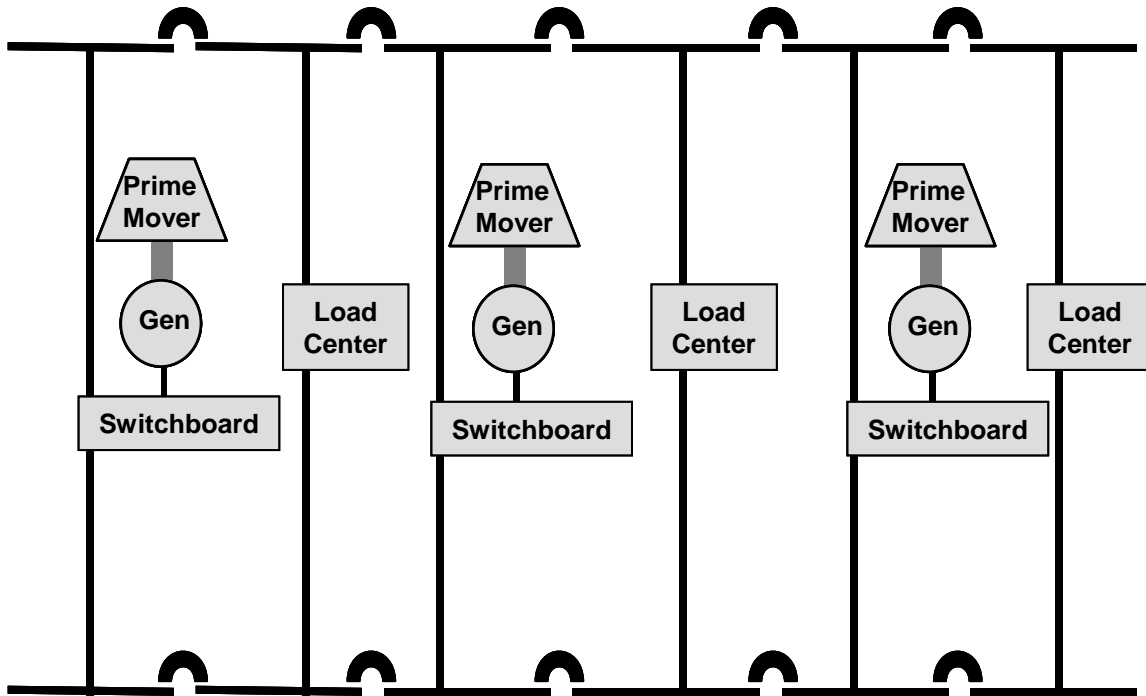 Prime
Mover
Prime
Mover
Prime
Mover
Gen
Gen
Gen
Load
Center
Load
Center
Load
Center
Switchboard
Switchboard
Switchboard